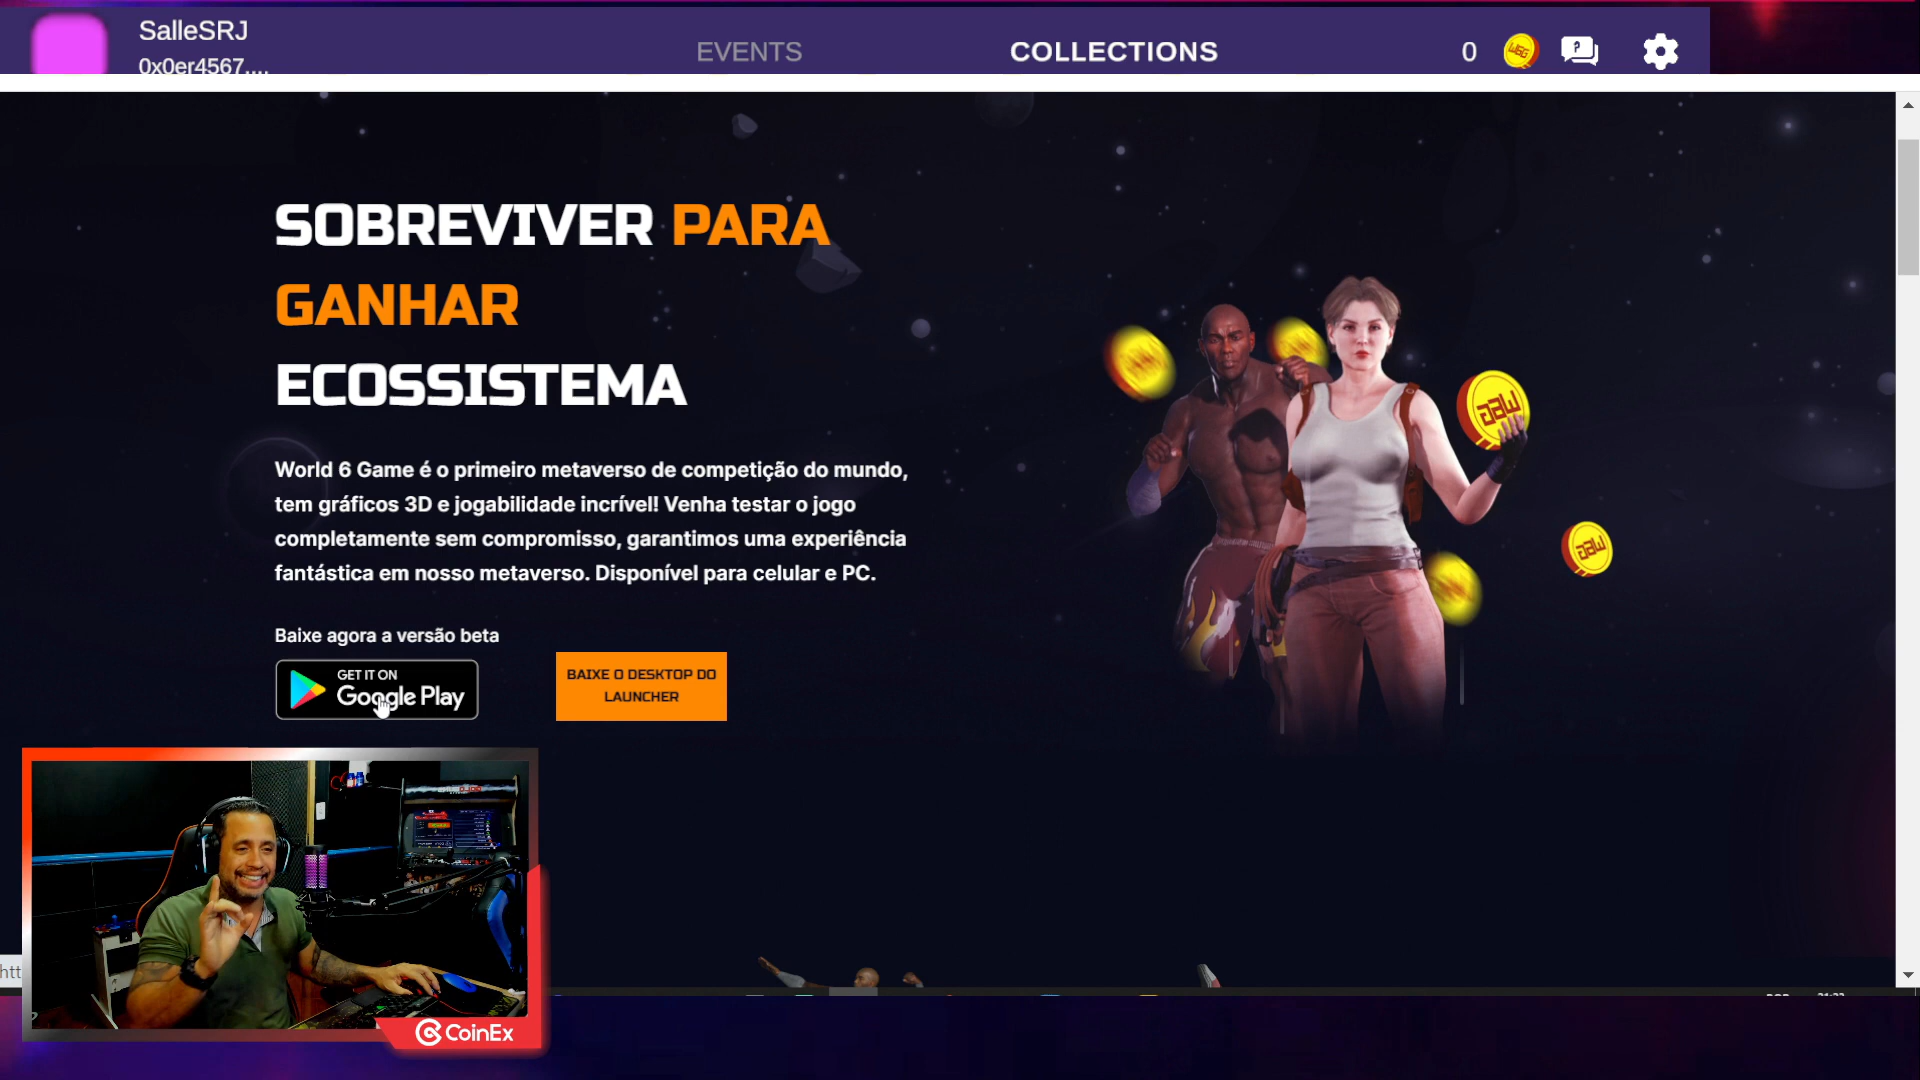 SalleSRJ
0x0er4567....
EVENTS
COLLECTIONS
0
W6G
SOBREVIVER PARA
GANHAR
ECOSSISTEMA
World 6 Game é o primeiro metaverso de competição do mundo,
tem gráficos 3D e jogabilidade incrível! Venha testar o jogo
completamente sem compromisso, garantimos uma experiência
fantástica em nosso metaverso. Disponível para celular e PC.
Baixe agora a versão beta
GET IT ON
Google Play
BAIXE O DESKTOP DO
LAUNCHER
htt
CoinEx